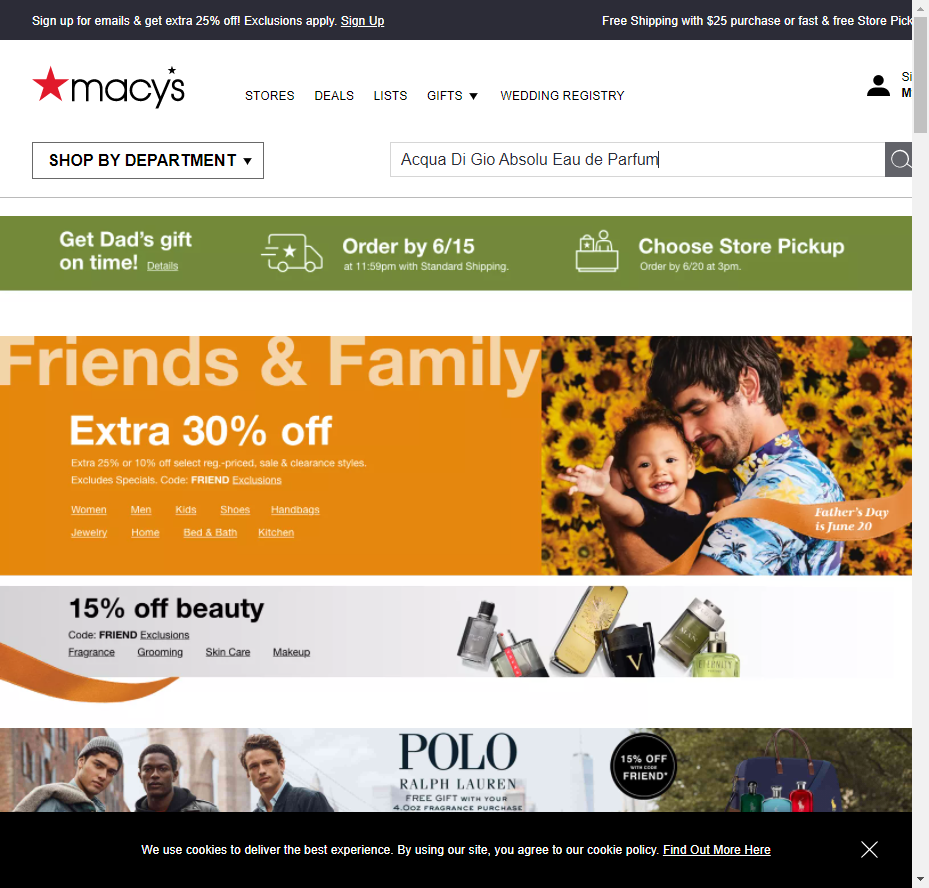 Sign up for emails & get extra 25% off! Exclusions apply. Sign Up
Free Shipping with $25 purchase or fast & free Store Pick
macy's
STORES
DEALS
LISTS
GIFTS ▼
WEDDING REGISTRY
Si
M
SHOP BY DEPARTMENT ▼
Acqua Di Gio Absolu Eau de Parfum
Get Dad's gift
on time! Details
Order by 6/15
at 11:59pm with Standard Shipping.
Choose Store Pickup
Order by 6/20 at 3pm.
Friends & Family
Extra 30% off
Extra 25% or 10% off select reg.-priced, sale & clearance styles.
Excludes Specials. Code: FRIEND Exclusions
Women Men Kids Shoes Handbags
Jewelry Home Bed & Bath Kitchen
Father's Day
is June 20
15% off beauty
Code: FRIEND Exclusions
Fragrance Grooming Skin Care Makeup
V
ETERNITY
POLO
RALPH LAUREN
FREE GIFT WITH YOUR
4.0OZ FRAGRANCE PURCHASE
15% OFF
WITH CODE
FRIEND*
We use cookies to deliver the best experience. By using our site, you agree to our cookie policy. Find Out More Here